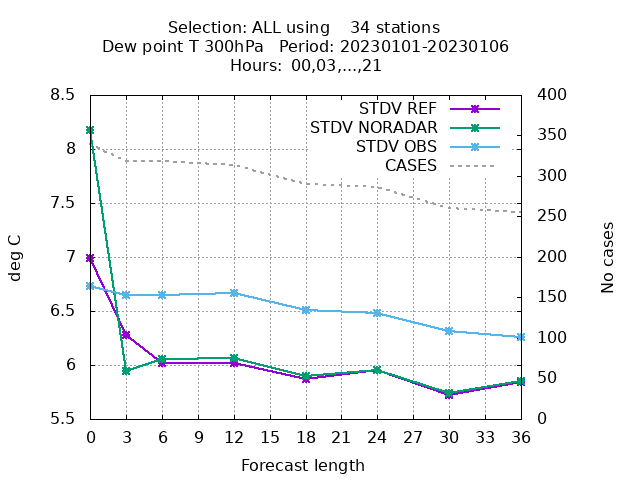 Selection: ALL using    34 stations
Dew point T 300hPa   Period: 20230101-20230106
Hours: 00,03,...,21
STDV REF
STDV NORADAR
STDV OBS
CASES
8.5
8
7.5
7
6.5
6
5.5
deg C
400
350
300
250
200
150
100
50
0
No cases
0 3 6 9 12 15 18 21 24 27 30 33 36
Forecast length